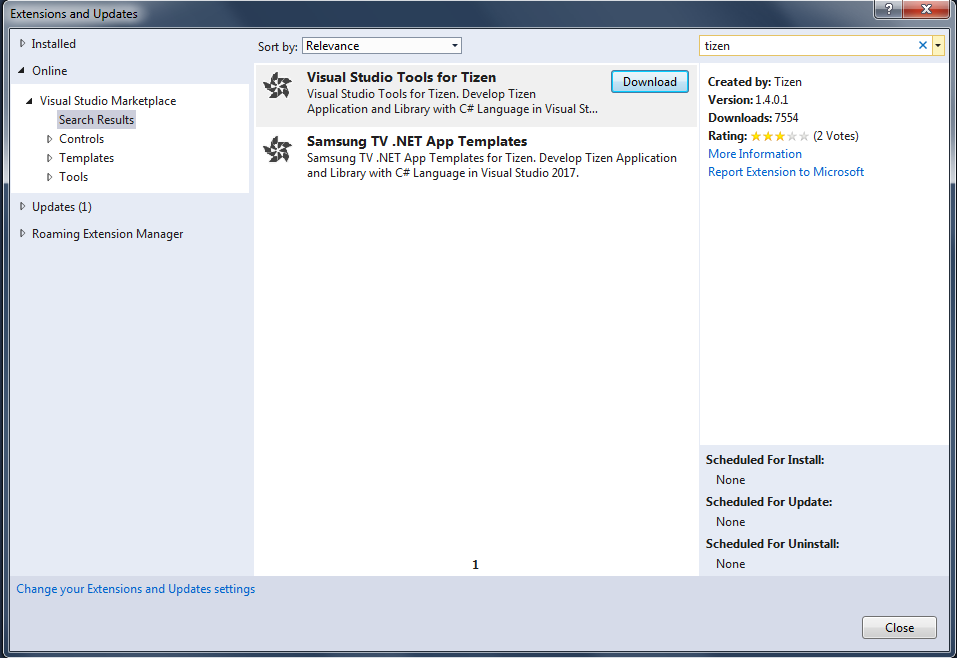 Extensions and Updates
?
Installed
Online
Visual Studio Marketplace
Search Results
Controls
Templates
Tools
Updates (1)
Roaming Extension Manager
Sort by: Relevance
Visual Studio Tools for Tizen
Download
Visual Studio Tools for Tizen. Develop Tizen
Application and Library with C# Language in Visual St...
Samsung TV .NET App Templates
Samsung TV .NET App Templates for Tizen. Develop Tizen Application
and Library with C# Language in Visual Studio 2017.
1
tizen
Created by: Tizen
Version: 1.4.0.1
Downloads: 7554
Rating: (2 Votes)
More Information
Report Extension to Microsoft
Scheduled For Install:
None
Scheduled For Update:
None
Scheduled For Uninstall:
None
Change your Extensions and Updates settings
Close